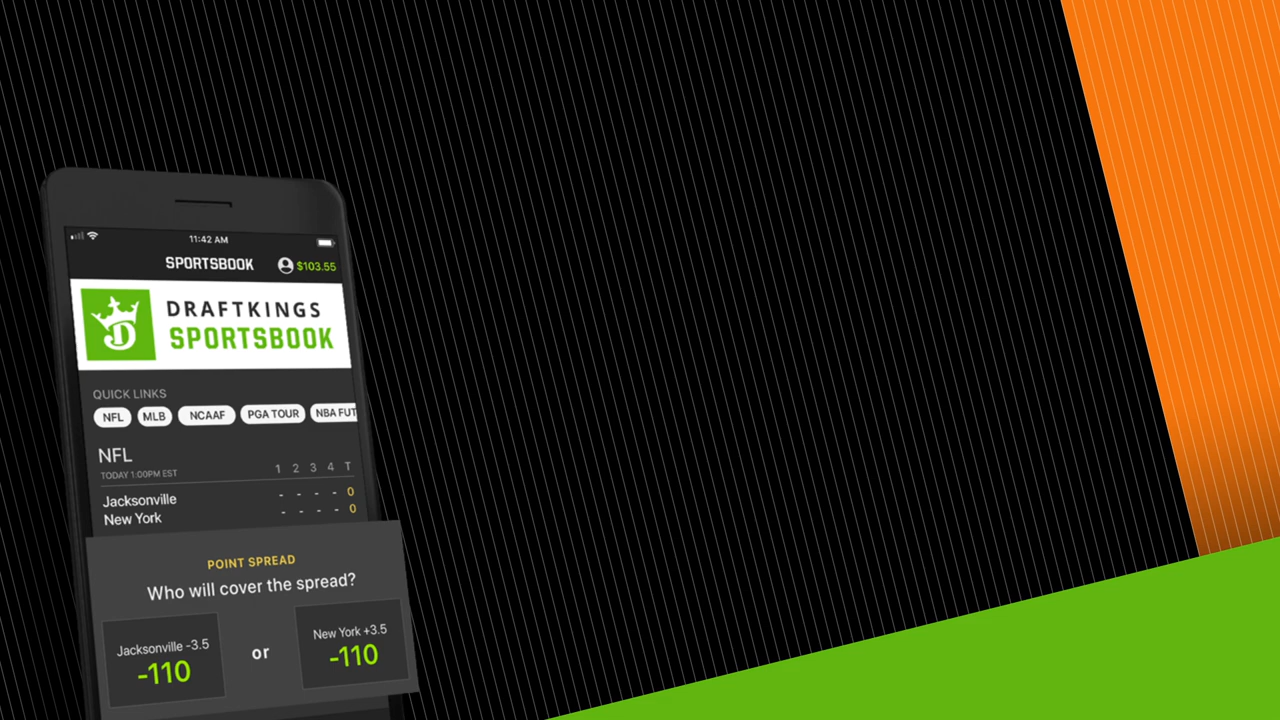 11:42 AM
SPORTSBOOK $103.55
DRAFTKINGS
SPORTSBOOK
QUICK LINKS
NFL MLB NCAAF PGA TOUR NBA FUT
NFL
TODAY 1:00PM EST 1 2 3 4 T
Jacksonville - - - - 0
New York - - - - 0
POINT SPREAD
Who will cover the spread?
Jacksonville -3.5 or New York +3.5
-110 -110